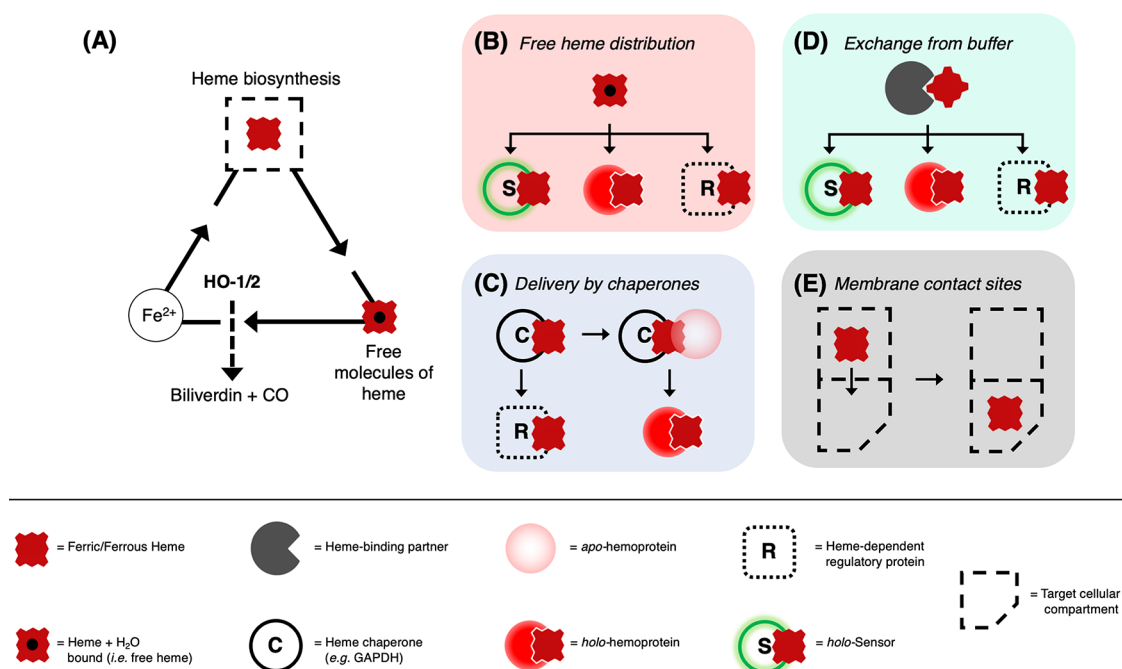 (A)
Heme biosynthesis
HO-1/2
Fe2+
Free
molecules of
heme
Biliverdin + CO
(B) Free heme distribution
S
R
(C) Delivery by chaperones
C
C
R
(D) Exchange from buffer
S
R
(E) Membrane contact sites
= Ferric/Ferrous Heme
= Heme-binding partner
= apo-hemoprotein
R
= Heme-dependent
regulatory protein
= Target cellular
compartment
= Heme + H2O
bound (i.e. free heme)
C
= Heme chaperone
(e.g. GAPDH)
= holo-hemoprotein
S
= holo-Sensor